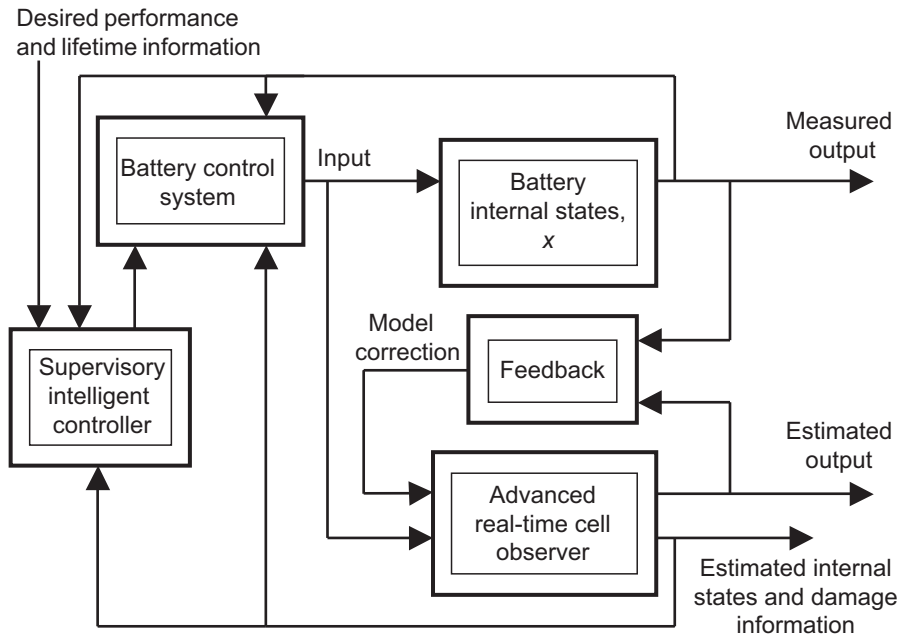 Desired performance
and lifetime information
Battery control
system
Input
Battery
internal states,
x
Measured
output
Supervisory
intelligent
controller
Model
correction
Feedback
Advanced
real-time cell
observer
Estimated
output
Estimated internal
states and damage
information